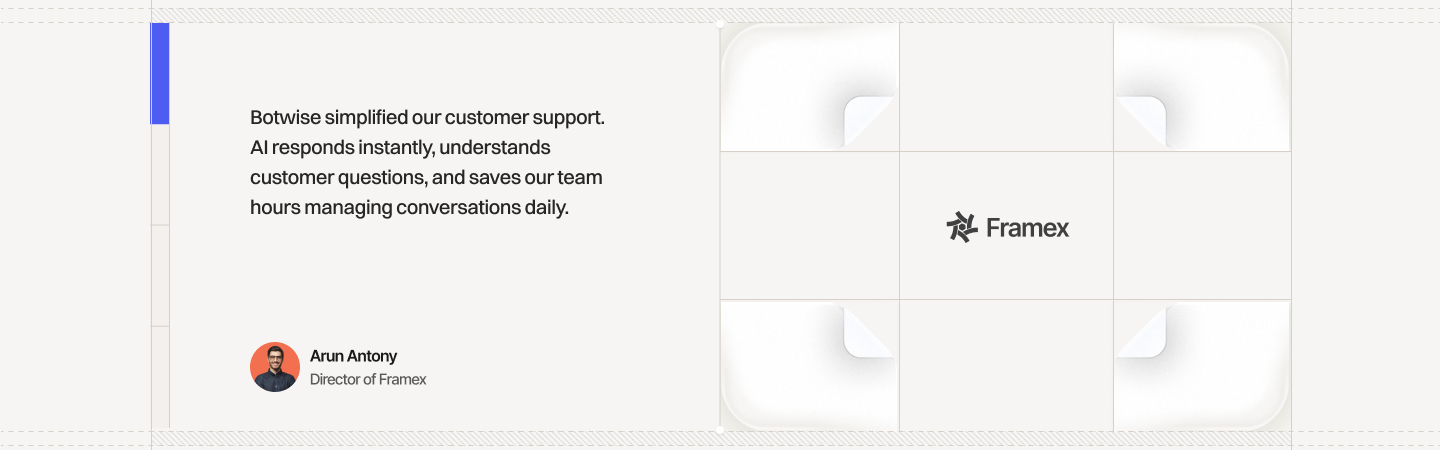 Botwise simplified our customer support.
AI responds instantly, understands
customer questions, and saves our team
hours managing conversations daily.
Arun Antony
Director of Framex
Framex